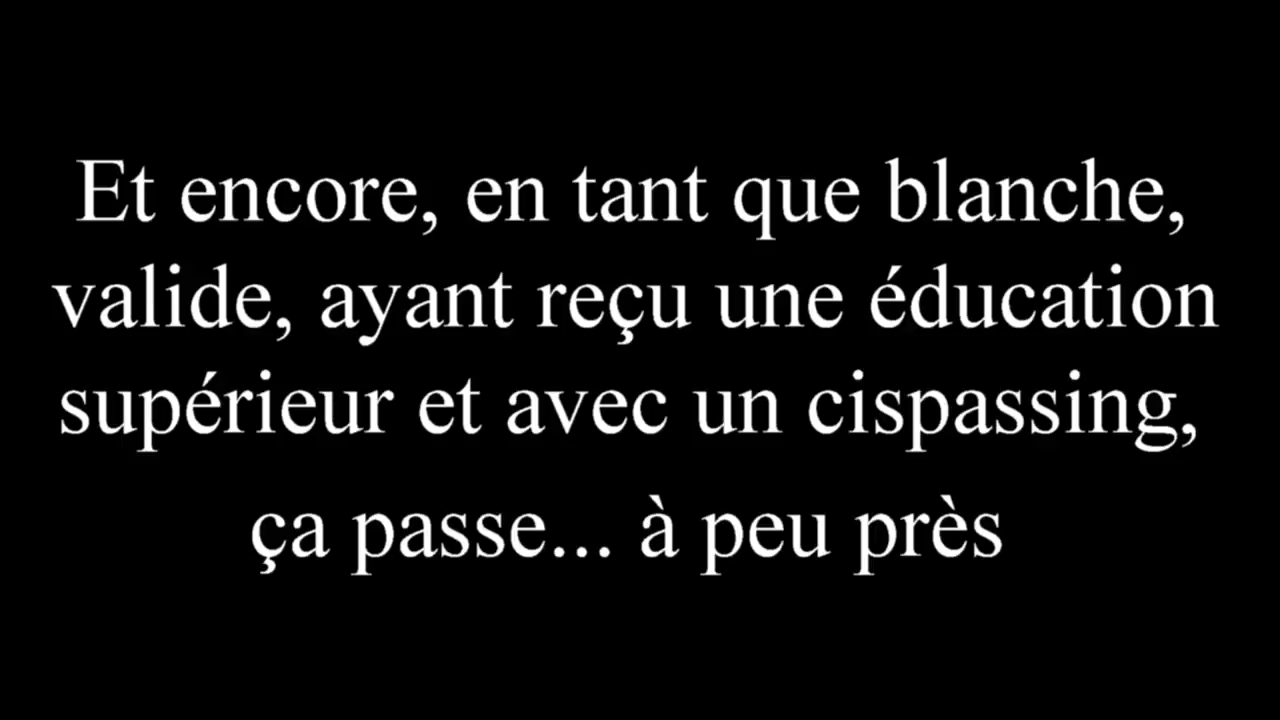 Et encore, en tant que blanche,
valide, ayant reçu une éducation
supérieur et avec un cispassing,
ça passe... à peu près